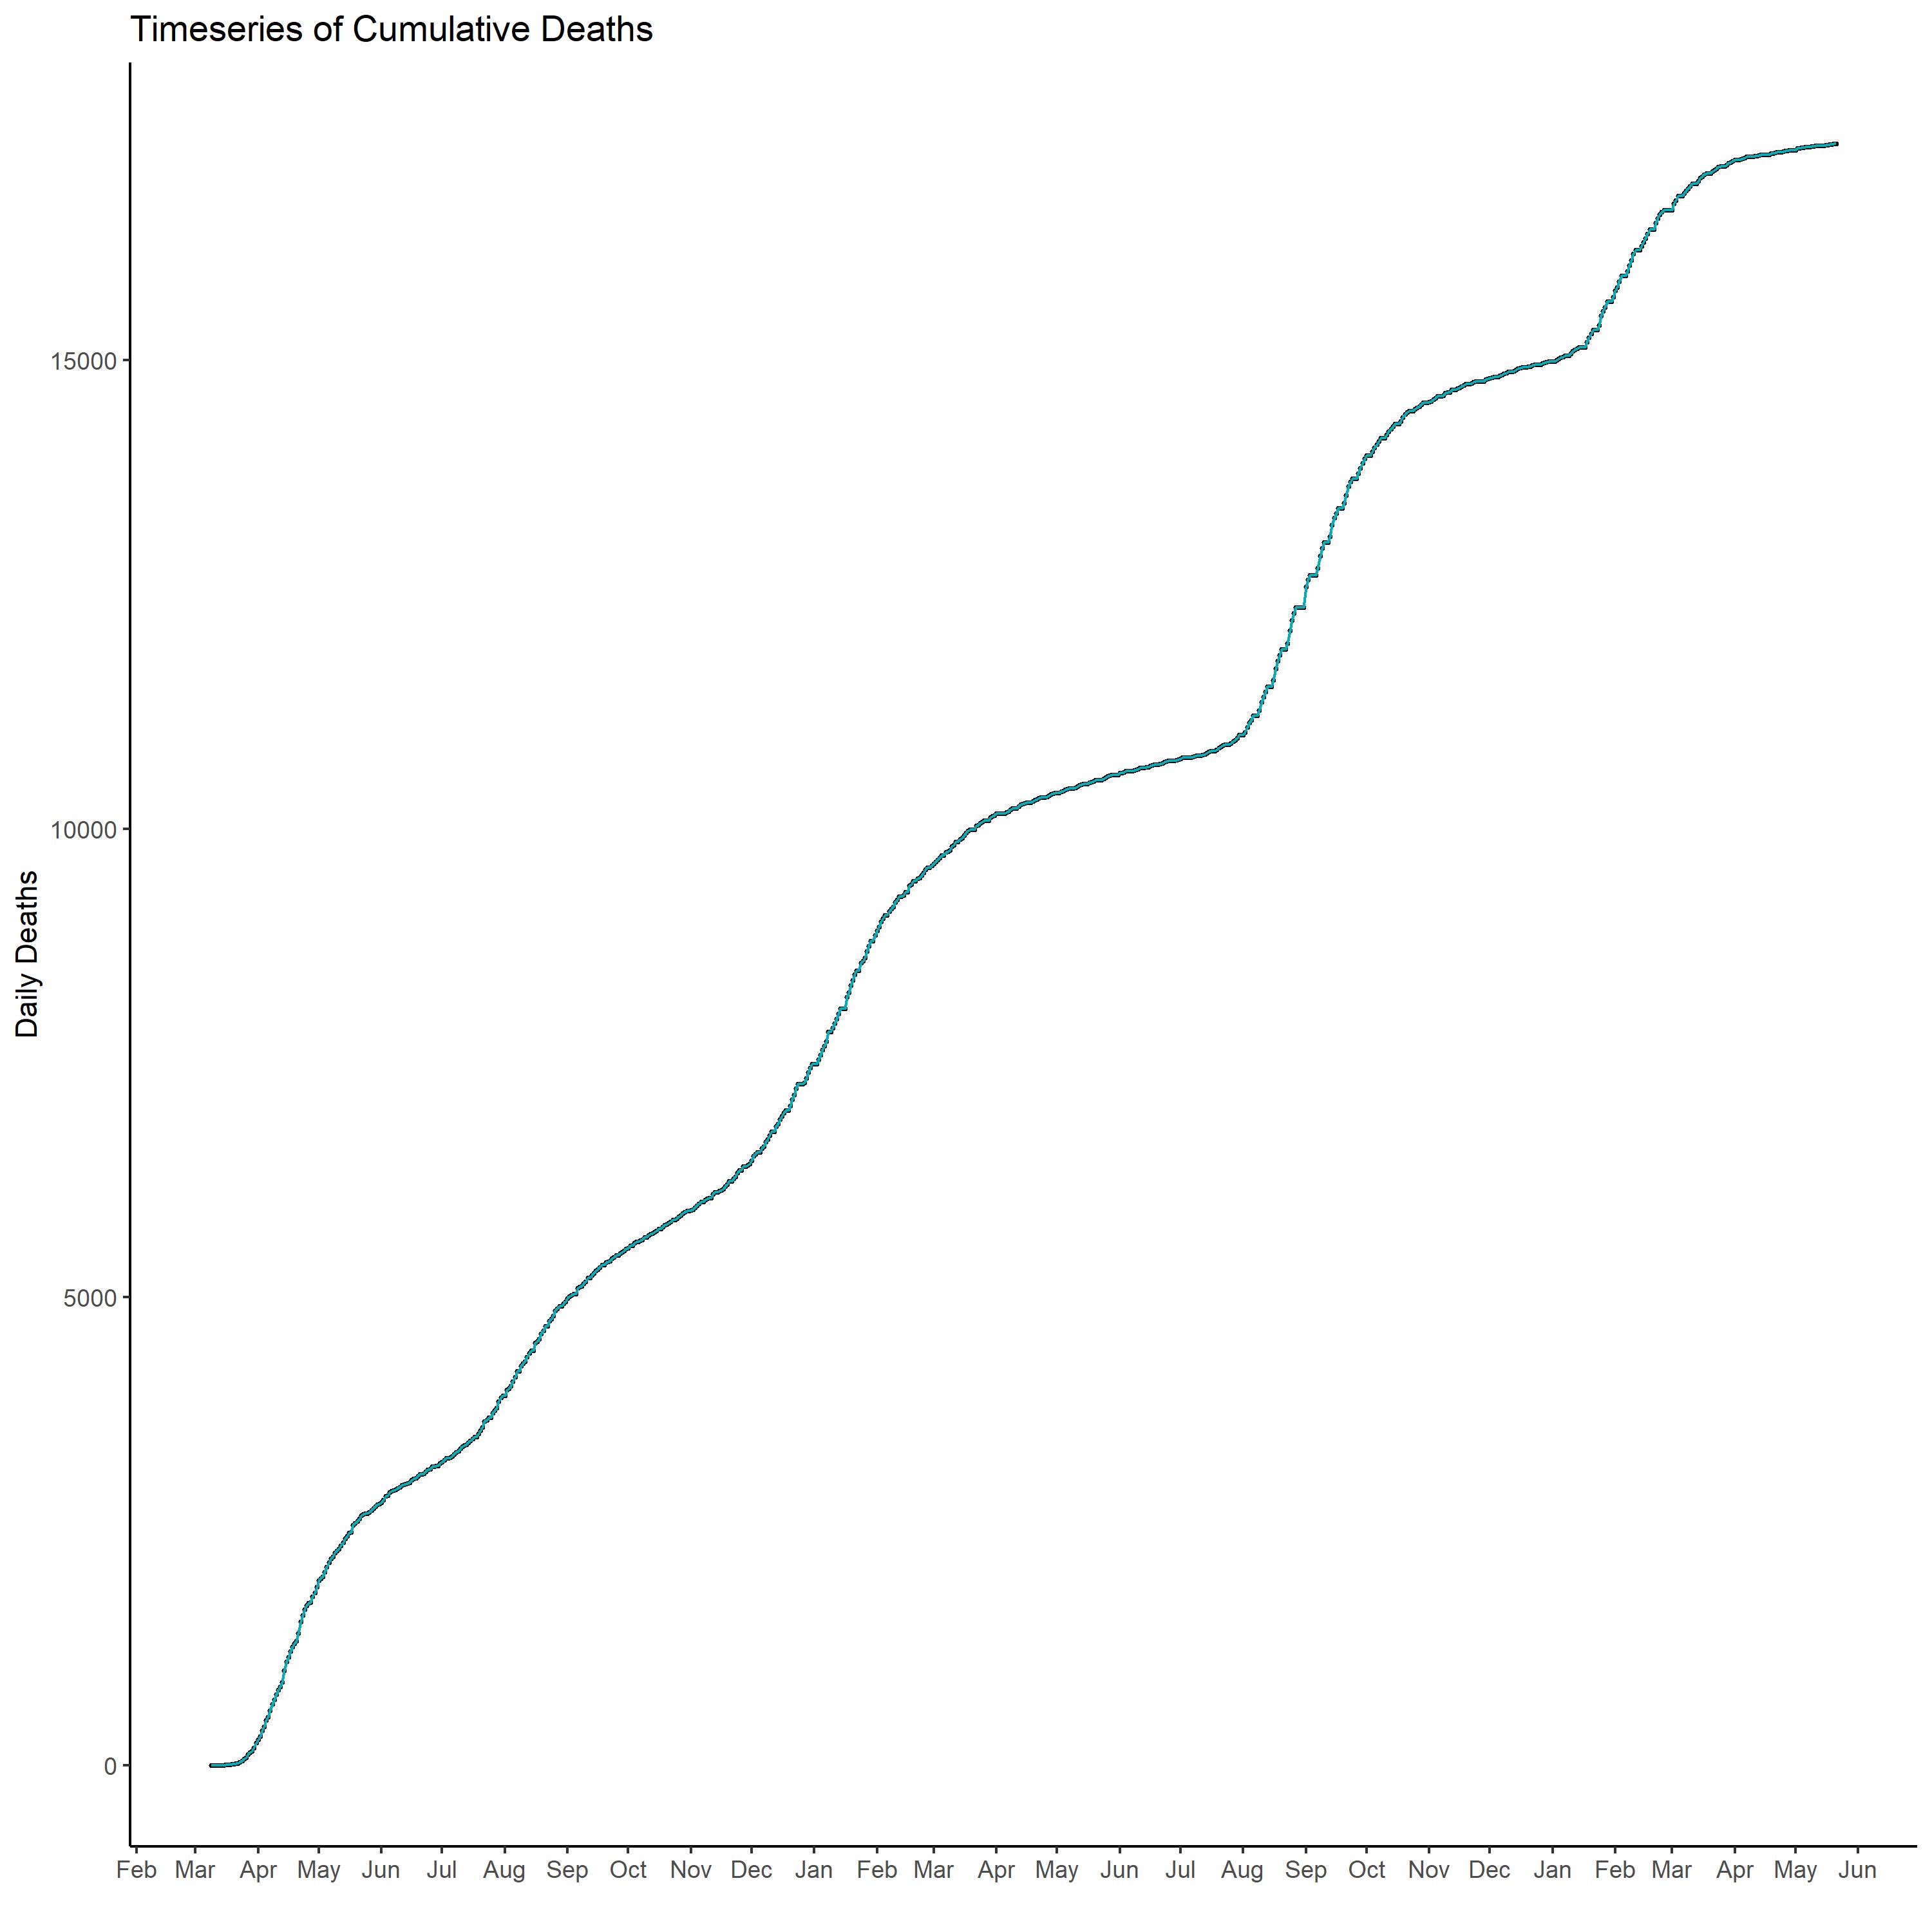 Timeseries of Cumulative Deaths
Daily Deaths
15000
10000
5000
0
Feb Mar Apr May Jun Jul Aug Sep Oct Nov Dec Jan Feb Mar Apr May Jun Jul Aug Sep Oct Nov Dec Jan Feb Mar Apr May Jun